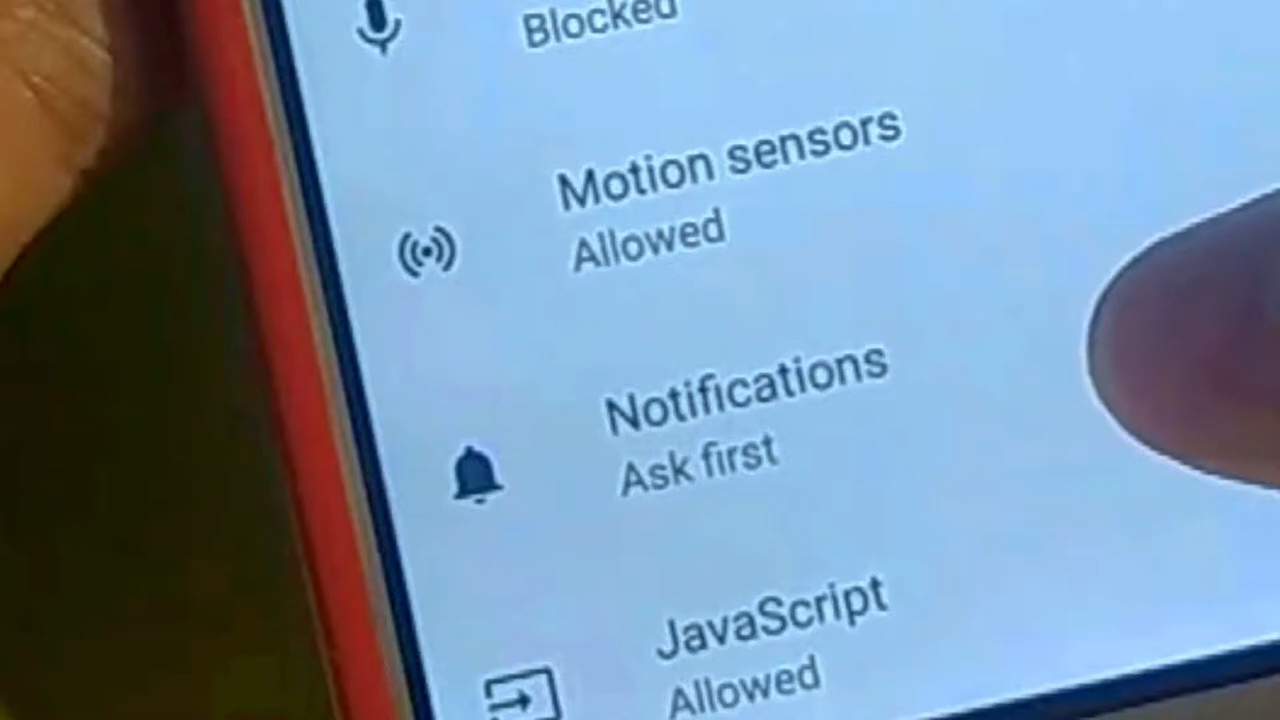 Blocked
Motion sensors
Allowed
Notifications
Ask first
JavaScript
Allowed